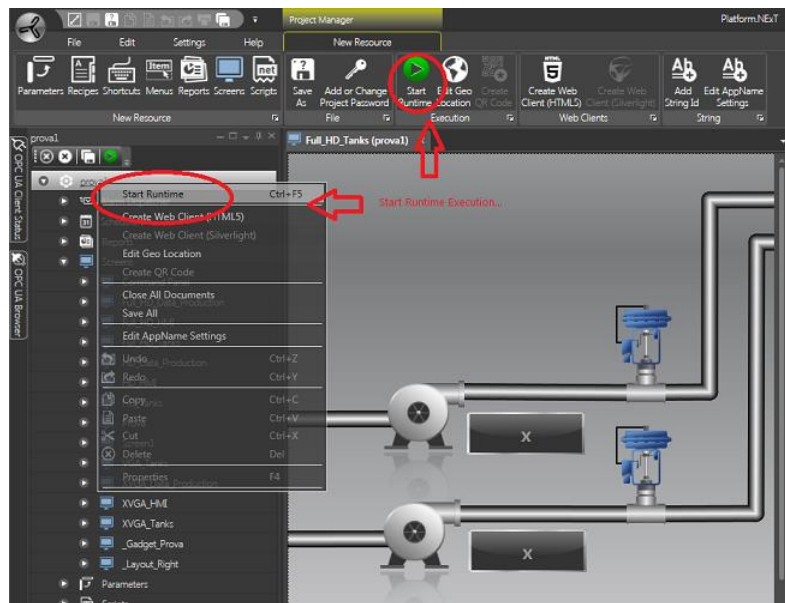 Project Manager
Platform.NExT
File Edit Settings Help New Resource
Parameters Recipes Shortcuts Menus Reports Screens Scripts
Item
New Resource
Save As
Add or Change Project Password
File
Start Runtime
Edit Geo Location
Create QR Code
Execution
Create Web Client (HTML5)
Create Web Client (Silverlight)
Web Clients
Add String Id
Edit AppName Settings
String
prova1
Full_HD_Tanks (prova1)
OPC UA Client Status
OPC UA Browser
Start Runtime Ctrl+F5
Start Runtime Execution...
Create Web Client (HTML5)
Create Web Client (Silverlight)
Edit Geo Location
Create QR Code
Close All Documents
Save All
Edit AppName Settings
Undo Ctrl+Z
Redo Ctrl+Y
Copy Ctrl+C
Paste Ctrl+V
Cut Ctrl+X
Delete Del
Properties F4
XVGA_HMI
XVGA_Tanks
_Gadget_Prova
_Layout_Right
Parameters
X
X